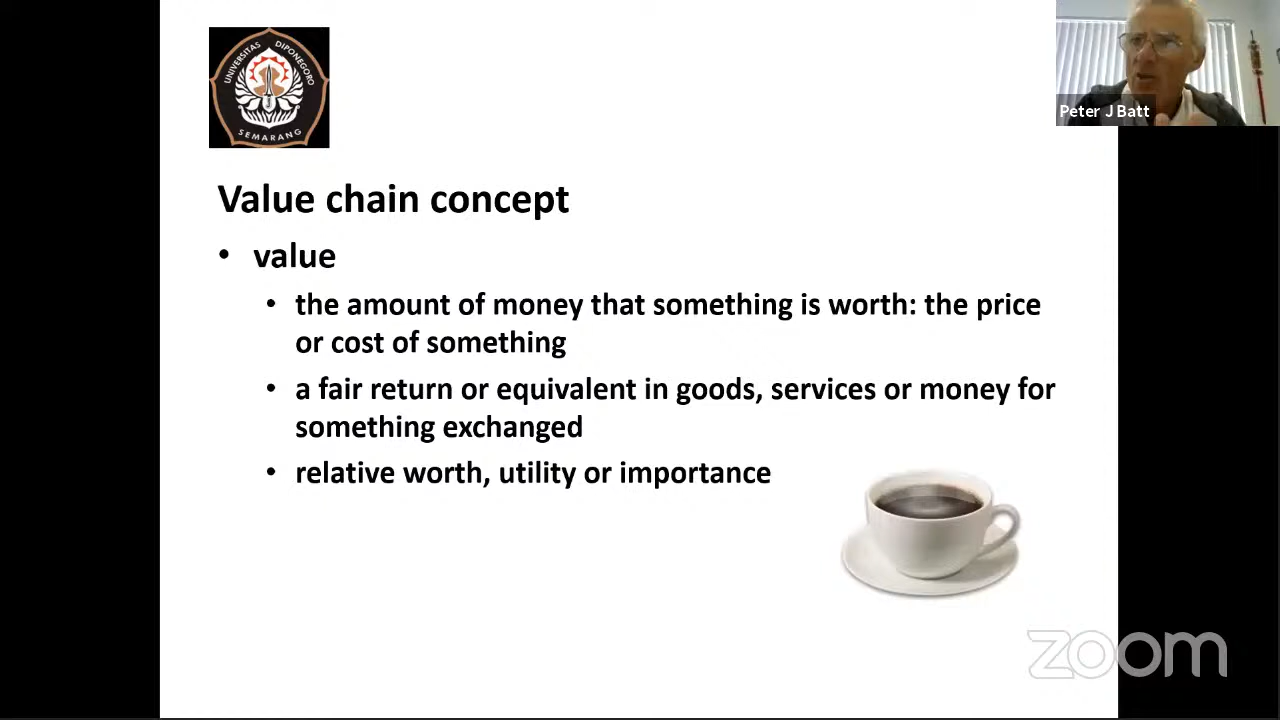 UNIVERSITAS DIPONEGORO
SEMARANG
Peter J Batt
Value chain concept
• value
• the amount of money that something is worth: the price
or cost of something
• a fair return or equivalent in goods, services or money for
something exchanged
• relative worth, utility or importance
zoom